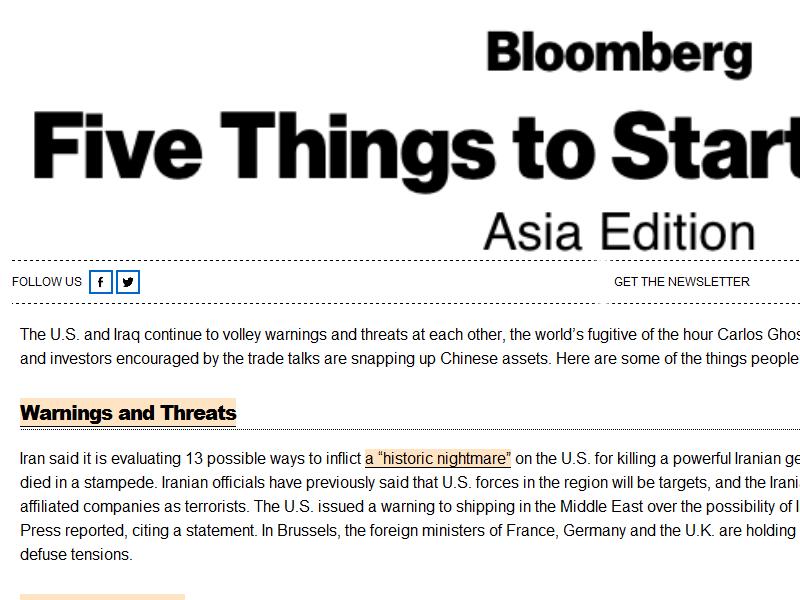 Bloomberg
Five Things to Start
Asia Edition
FOLLOW US
GET THE NEWSLETTER
The U.S. and Iraq continue to volley warnings and threats at each other, the world’s fugitive of the hour Carlos
and investors encouraged by the trade talks are snapping up Chinese assets. Here are some of the things people
Warnings and Threats
Iran said it is evaluating 13 possible ways to inflict a “historic nightmare” on the U.S. for killing a powerful Iranian
died in a stampede. Iranian officials have previously said that U.S. forces in the region will be targets, and the
affiliated companies as terrorists. The U.S. issued a warning to shipping in the Middle East over the possibility of
Press reported, citing a statement. In Brussels, the foreign ministers of France, Germany and the U.K. are holding
defuse tensions.